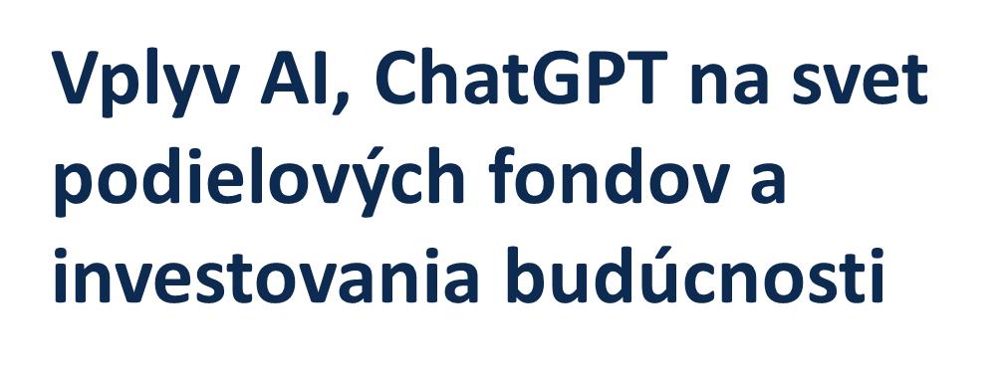 Vplyv AI, ChatGPT na svet
podielových fondov a
investovania budúcnosti